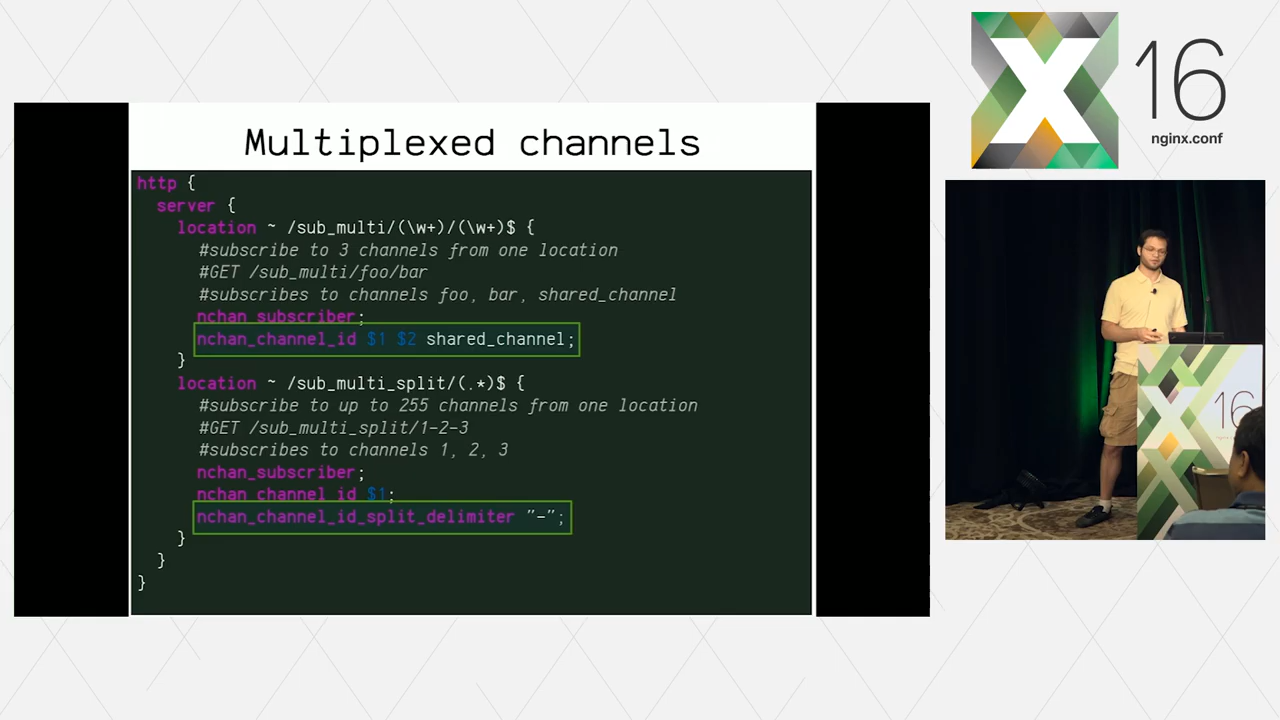 Multiplexed channels
http {
server {
location ~ /sub_multi/(\w+)/(\w+)$ {
#subscribe to 3 channels from one location
#GET /sub_multi/foo/bar
#subscribes to channels foo, bar, shared_channel
nchan_subscriber;
nchan_channel_id $1 $2 shared_channel;
}
location ~ /sub_multi_split/(.*)$ {
#subscribe to up to 255 channels from one location
#GET /sub_multi_split/1-2-3
#subscribes to channels 1, 2, 3
nchan_subscriber;
nchan_channel_id $1;
nchan_channel_id_split_delimiter "-";
}
}
}
X 16
nginx.conf
16